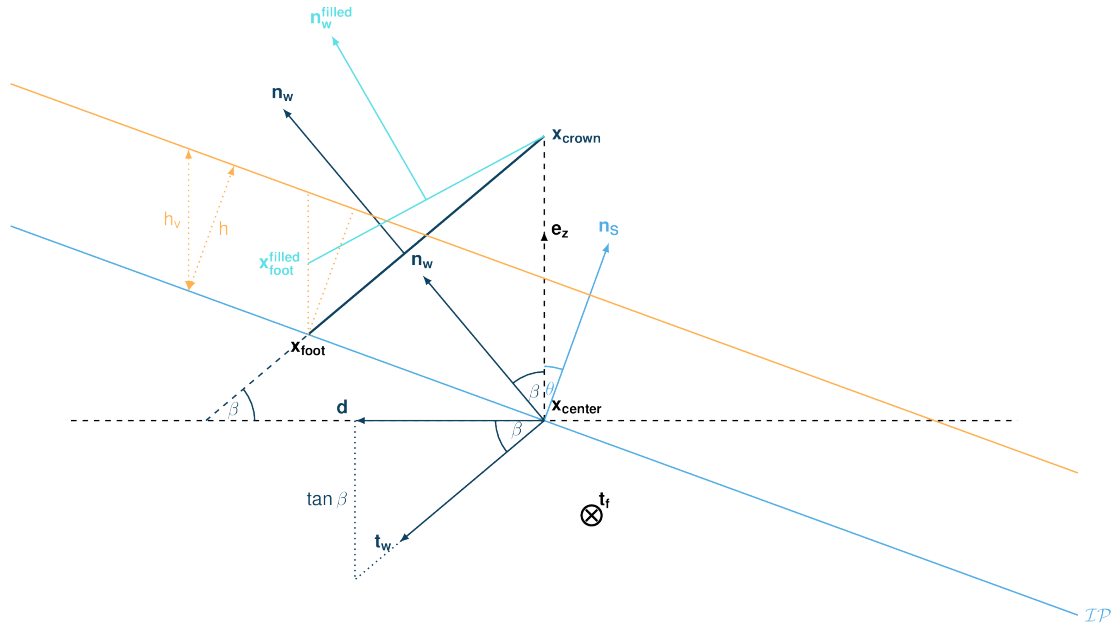 n_w^filled
n_w
x_crown
h_v
h
e_z
n_S
x_foot^filled
n_w
x_foot
β
θ
x_center
β
d
β
tan β
t_f
t_w
IP